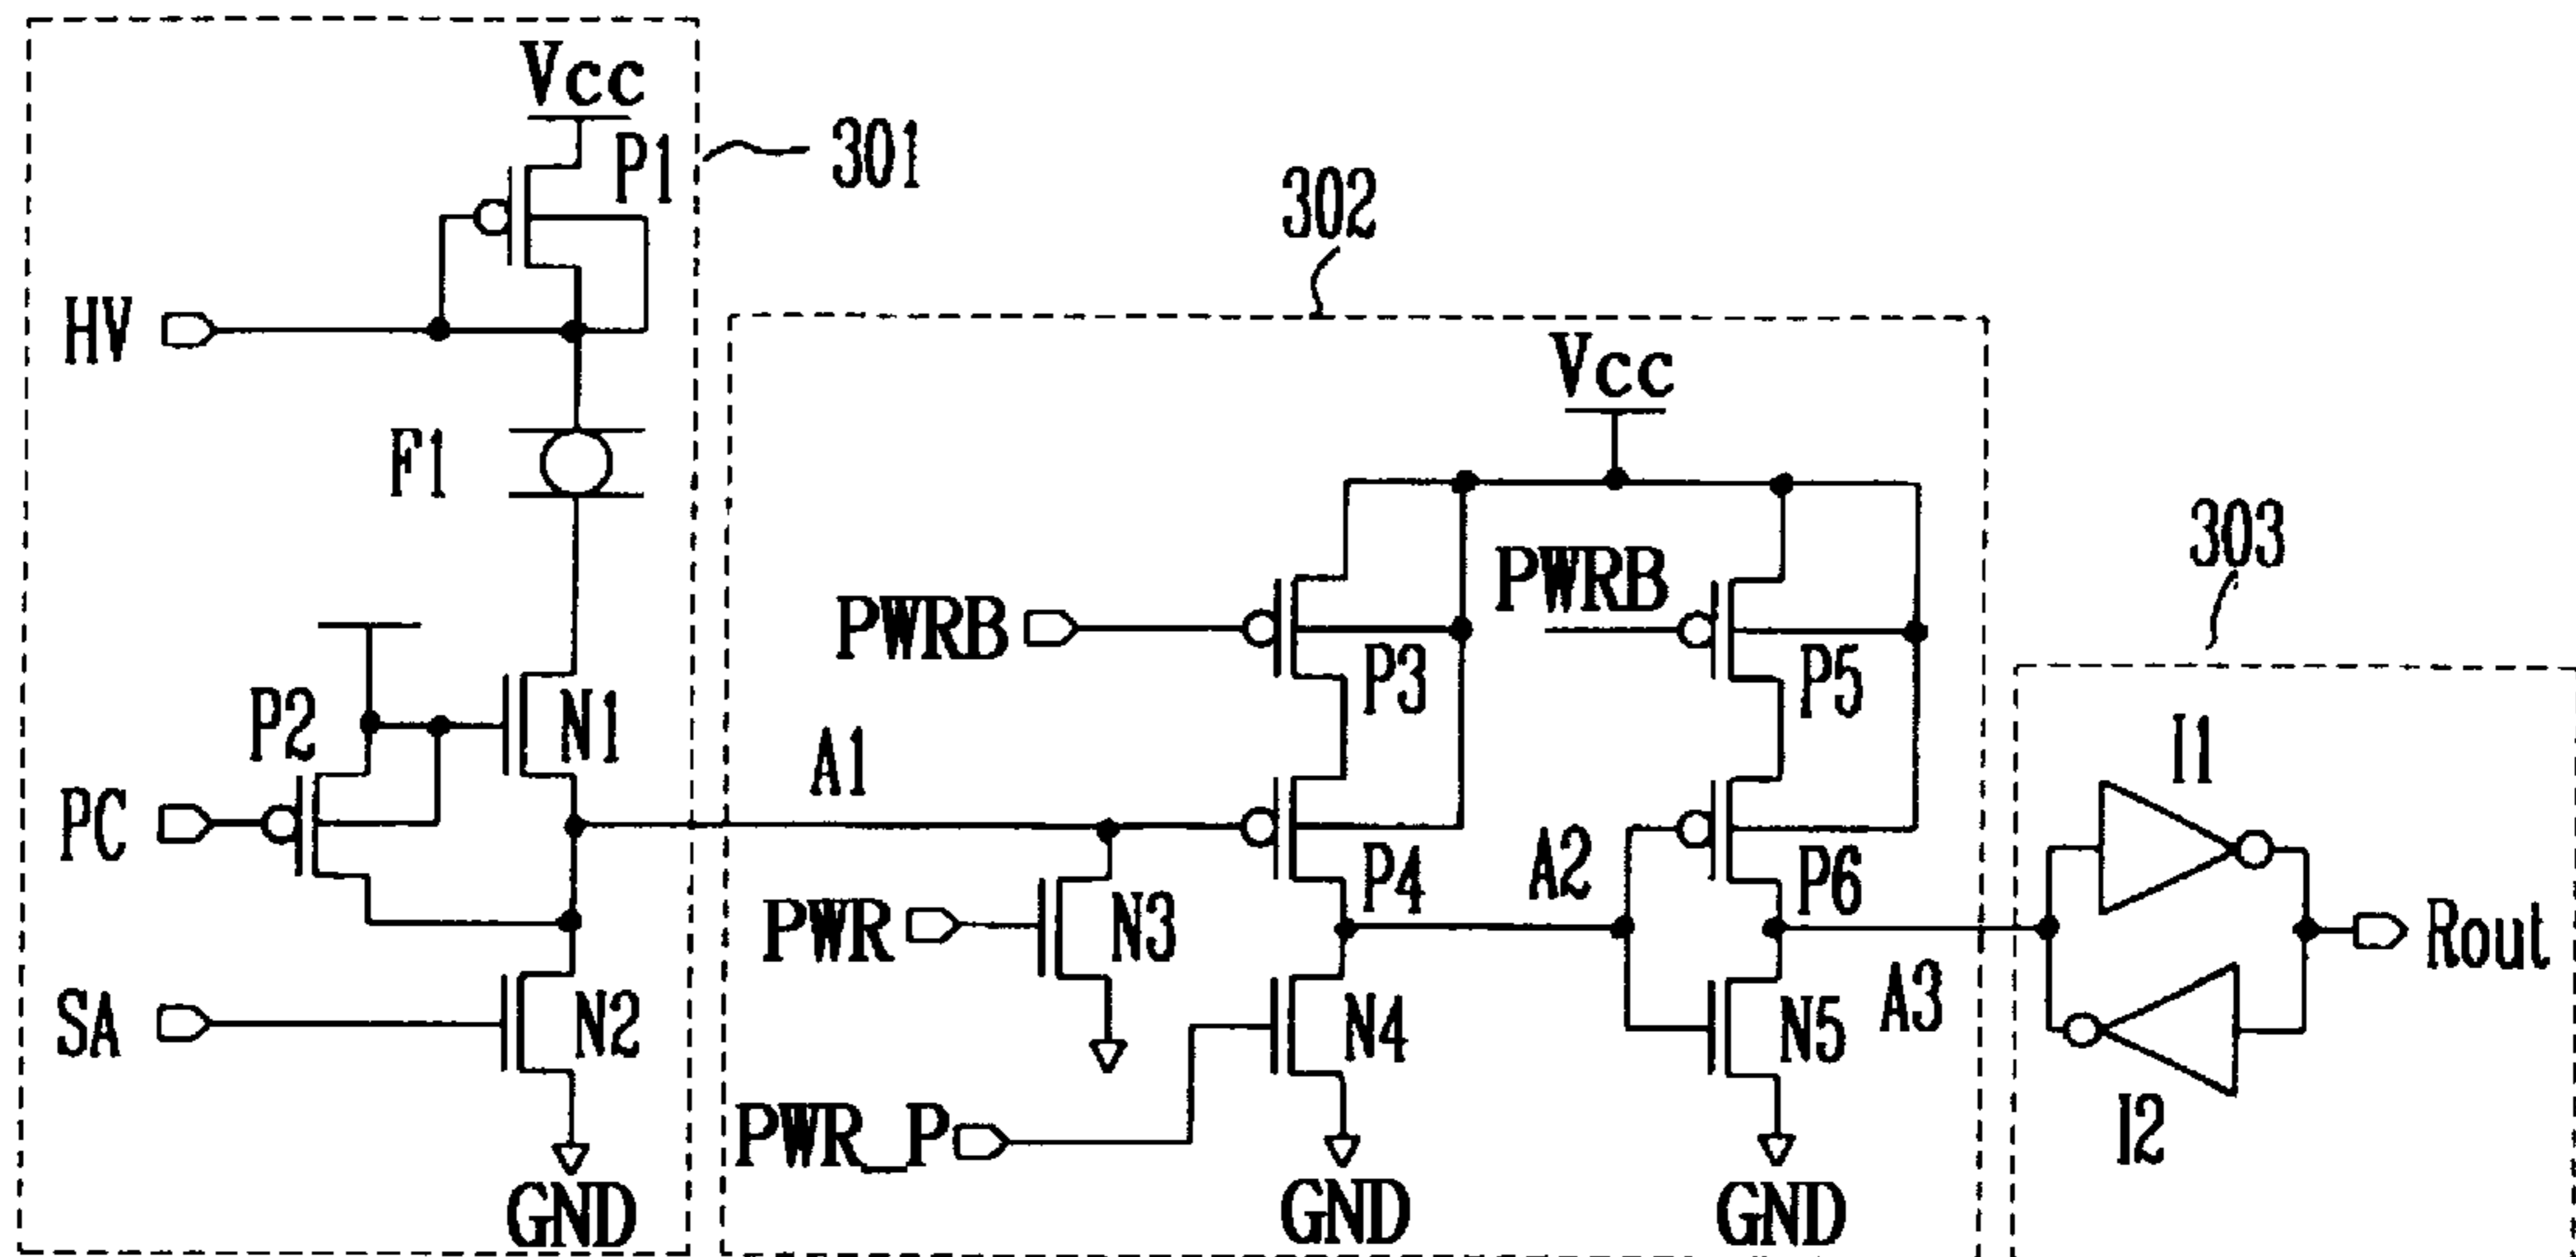 Vcc
P1
301
HV
F1
P2
N1
PC
SA
N2
GND
302
Vcc
PWRB
P3
PWRB
P5
A1
P4
A2
P6
PWR
N3
N4
N5
A3
PWR_P
GND
GND
303
I1
Rout
I2